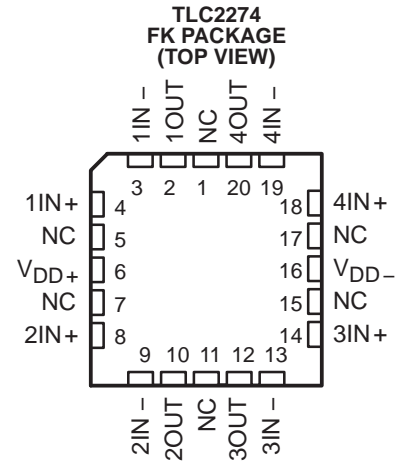 TLC2274
FK PACKAGE
(TOP VIEW)
1IN −
1OUT
NC
4OUT
4IN −
3 2 1 20 19
1IN + 4
NC 5
VDD + 6
NC 7
2IN + 8
18 4IN +
17 NC
16 VDD −
15 NC
14 3IN +
9 10 11 12 13
2IN −
2OUT
NC
3OUT
3IN −